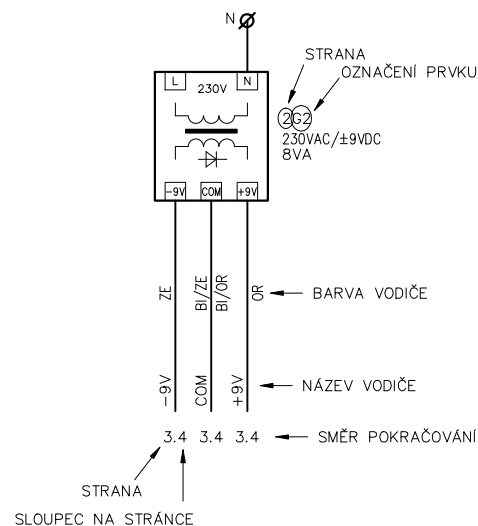 N
STRANA
OZNAČENÍ PRVKU
L 230V N
2G2
230VAC/±9VDC
8VA
-9V COM +9V
ZE BI/ZE BI/OR OR BARVA VODIČE
-9V COM +9V NÁZEV VODIČE
3.4 3.4 3.4 SMĚR POKRAČOVÁNÍ
STRANA
SLOUPEC NA STRÁNCE